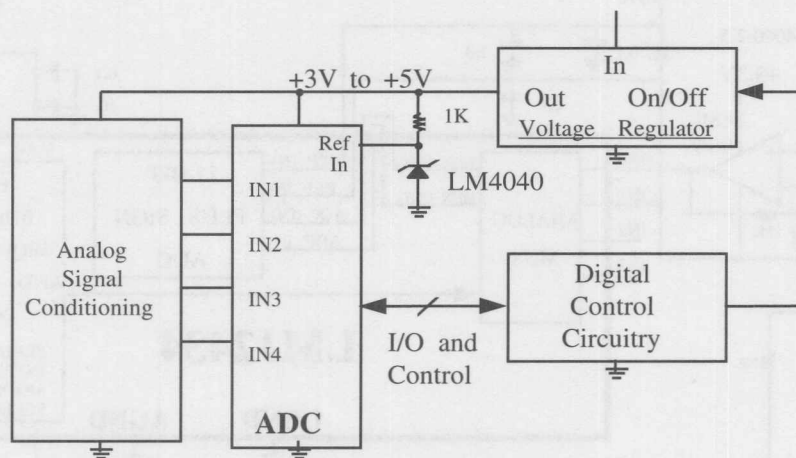 +3V to +5V
In
Out On/Off
Voltage Regulator
1K
Ref
In
LM4040
IN1
IN2
IN3
IN4
Analog
Signal
Conditioning
ADC
I/O and
Control
Digital
Control
Circuitry